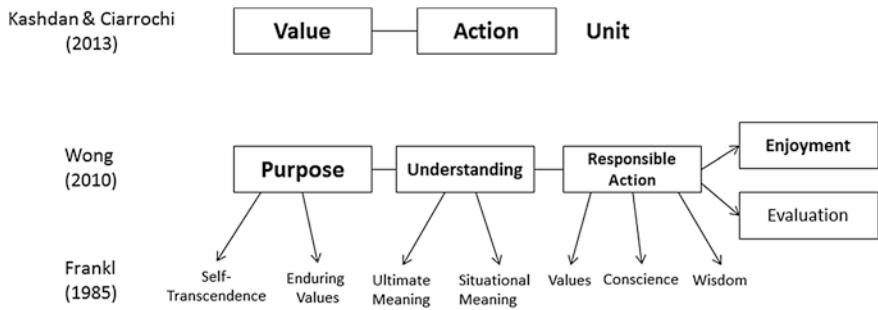 Kashdan & Ciarrochi
(2013)
Value
Action
Unit
Wong
(2010)
Purpose
Understanding
Responsible
Action
Enjoyment
Evaluation
Frankl
(1985)
Self-
Transcendence
Enduring
Values
Ultimate
Meaning
Situational
Meaning
Values
Conscience
Wisdom